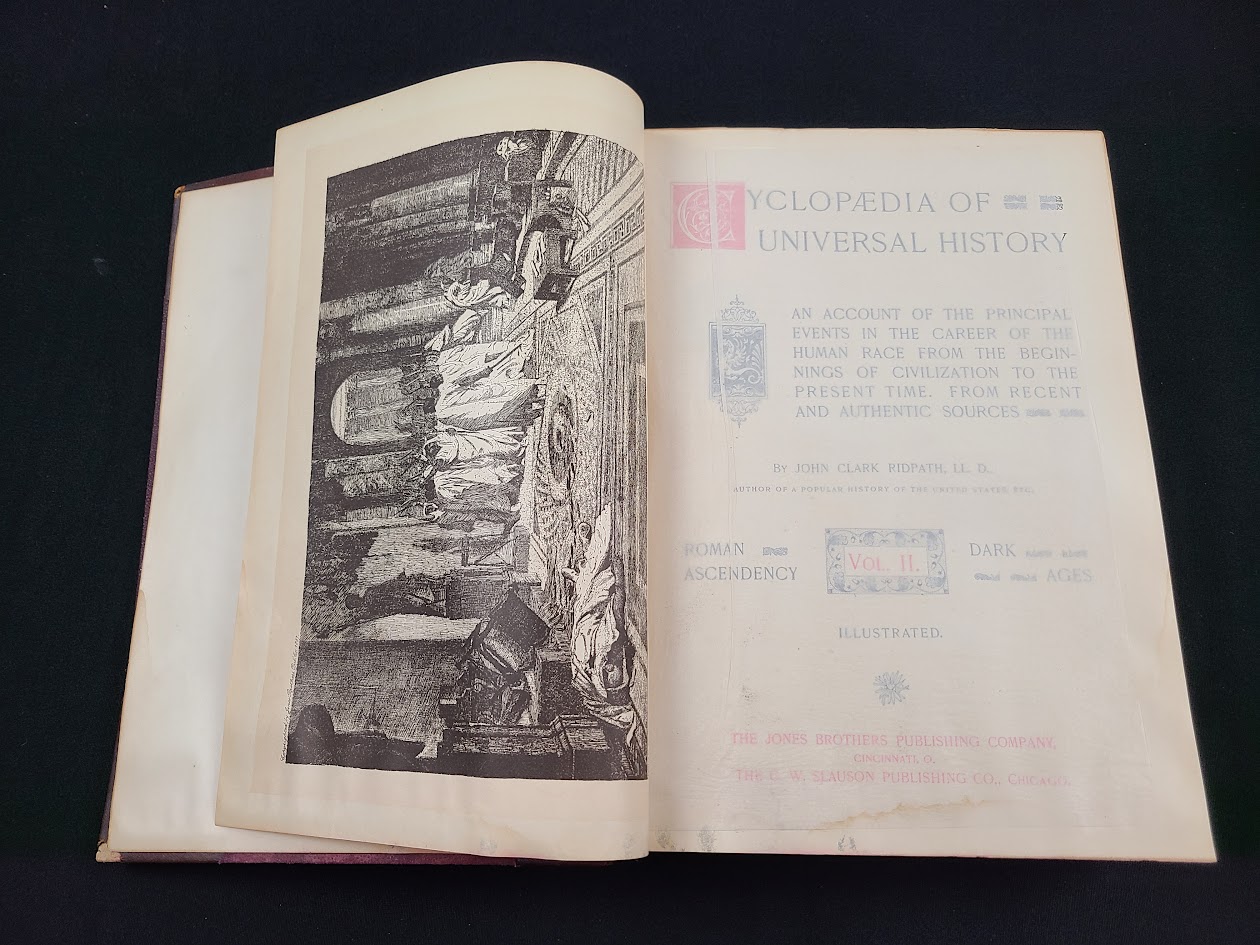 CYCLOPÆDIA OF
UNIVERSAL HISTORY
AN ACCOUNT OF THE PRINCIPAL
EVENTS IN THE CAREER OF THE
HUMAN RACE FROM THE BEGIN-
NINGS OF CIVILIZATION TO THE
PRESENT TIME. FROM RECENT
AND AUTHENTIC SOURCES
BY JOHN CLARK RIDPATH, LL. D.,
AUTHOR OF A POPULAR HISTORY OF THE UNITED STATES, ETC.
ROMAN
ASCENDENCY
VOL. II.
DARK
AGES
ILLUSTRATED.
THE JONES BROTHERS PUBLISHING COMPANY,
CINCINNATI, O.
THE C. W. SLAUSON PUBLISHING CO., CHICAGO.